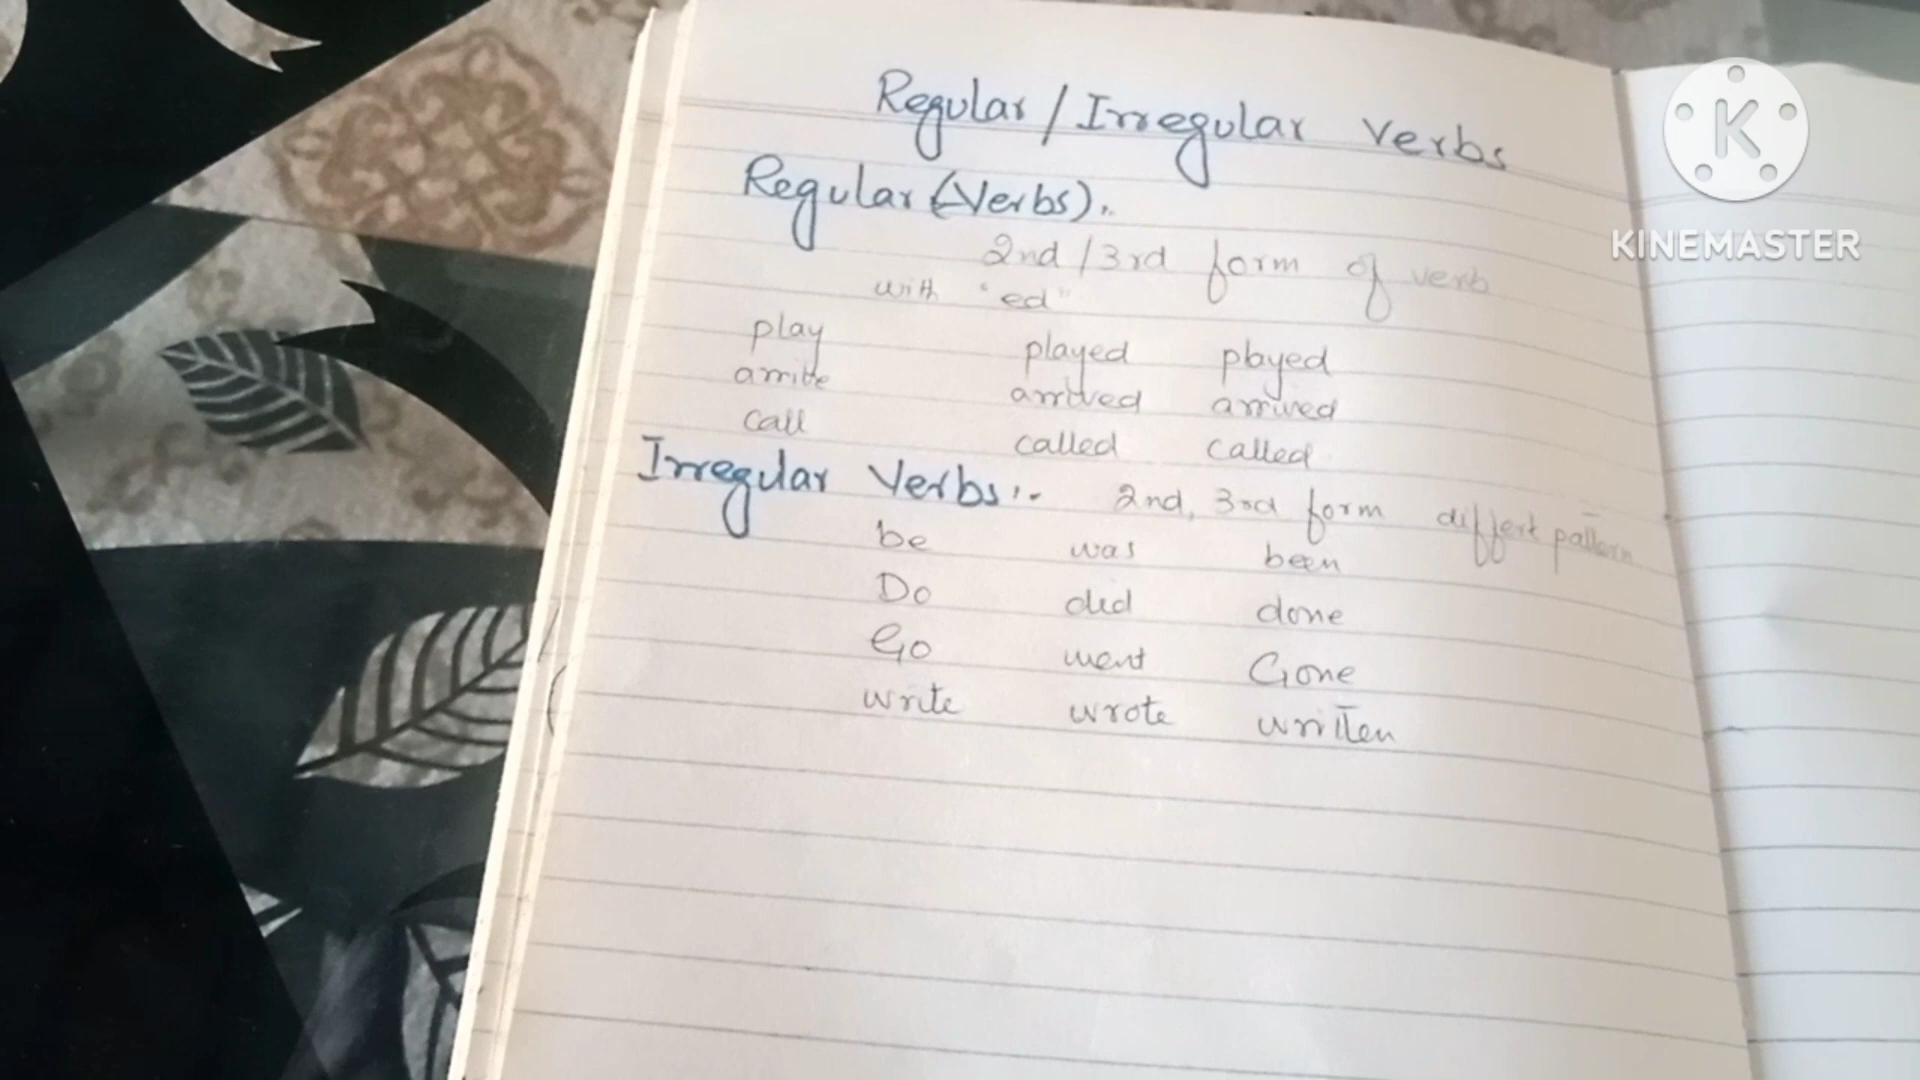 Regular / Irregular Verbs
Regular (Verbs):
2nd / 3rd form of verb
with "ed"
play played played
arrive arrived arrived
call called called
Irregular Verbs:- 2nd, 3rd form differt pattern
be was been
Do did done
Go went Gone
write wrote written
K
KINEMASTER